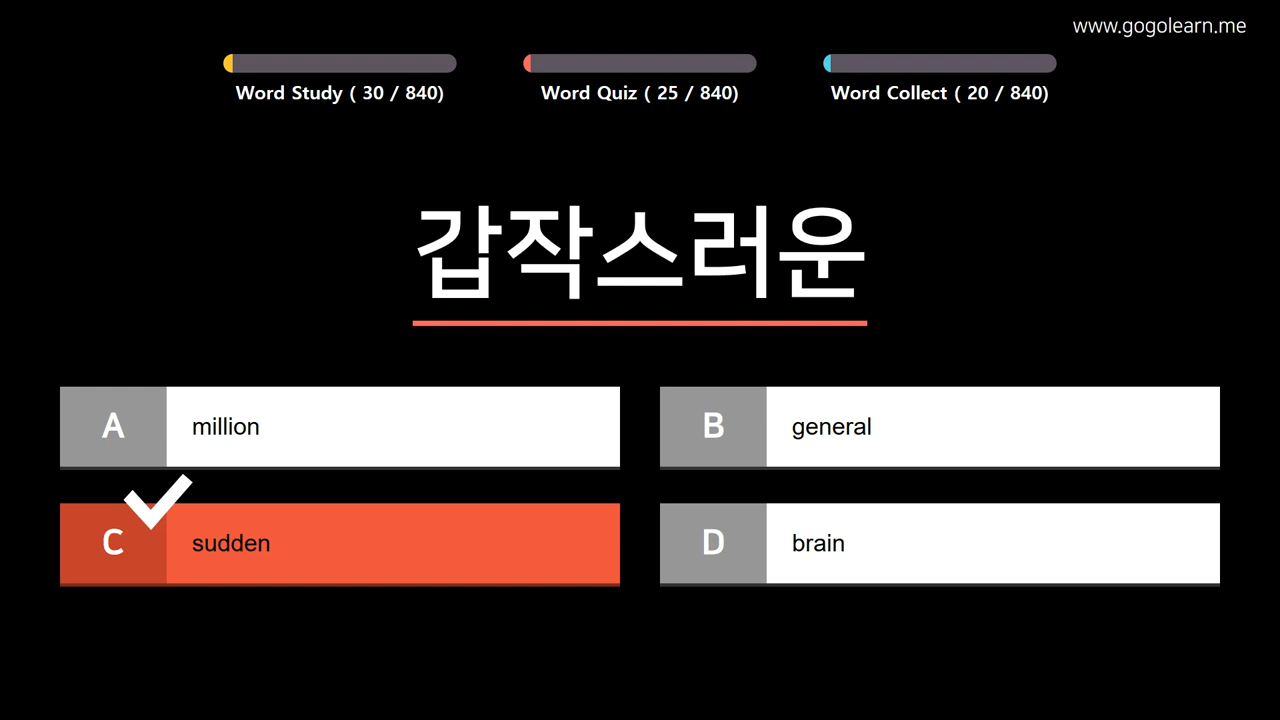 www.gogolearn.me
Word Study ( 30 / 840)
Word Quiz ( 25 / 840)
Word Collect ( 20 / 840)
갑작스러운
A million
B general
C sudden
D brain